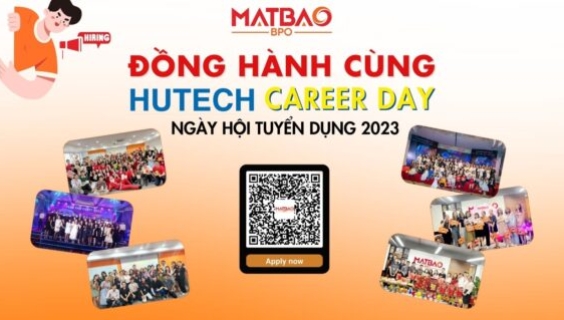 MATBAO
BPO
HIRING
ĐỒNG HÀNH CÙNG
HUTECH CAREER DAY
NGÀY HỘI TUYỂN DỤNG 2023
MATBAO
Apply now